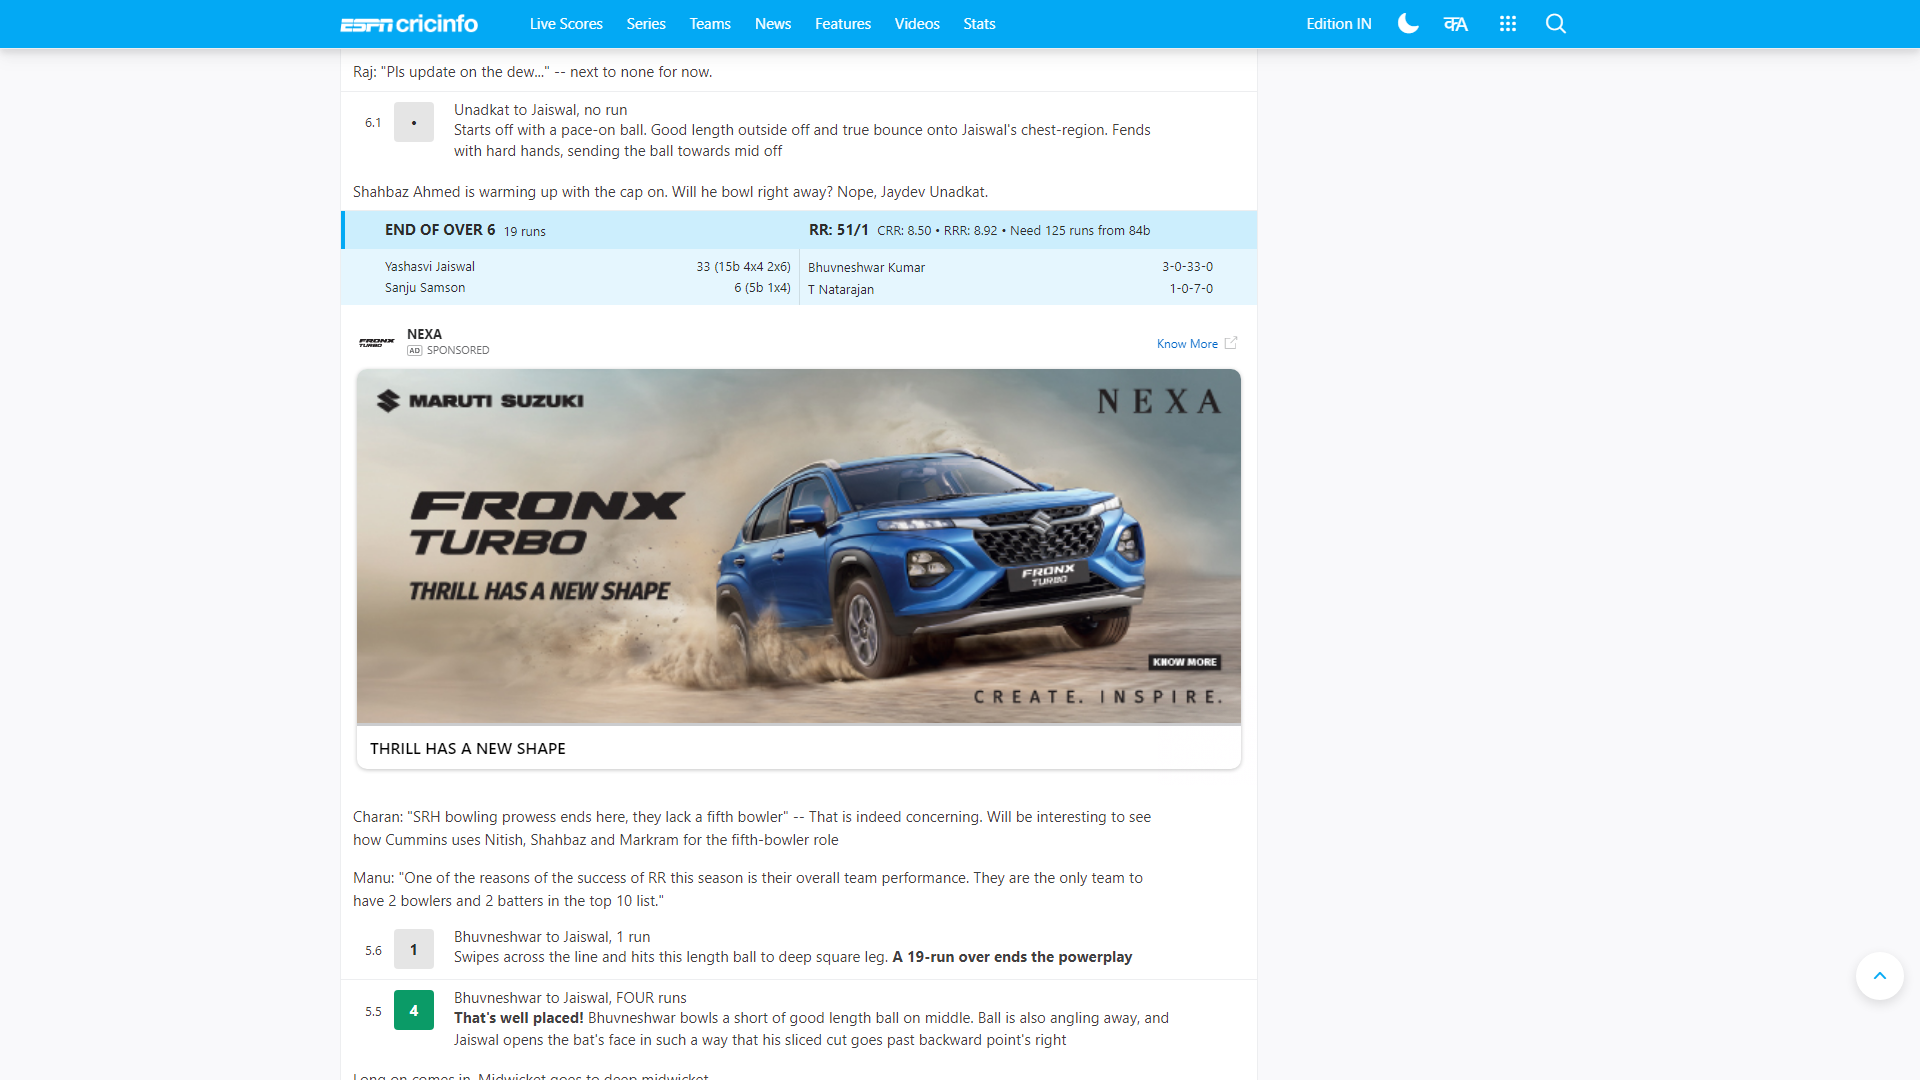 ESPN cricinfo Live Scores Series Teams News Features Videos Stats Edition IN क/A
Raj: "Pls update on the dew..." -- next to none for now.
6.1 • Unadkat to Jaiswal, no run
Starts off with a pace-on ball. Good length outside off and true bounce onto Jaiswal's chest-region. Fends
with hard hands, sending the ball towards mid off
Shahbaz Ahmed is warming up with the cap on. Will he bowl right away? Nope, Jaydev Unadkat.
END OF OVER 6 19 runs RR: 51/1 CRR: 8.50 • RRR: 8.92 • Need 125 runs from 84b
Yashasvi Jaiswal 33 (15b 4x4 2x6) Bhuvneshwar Kumar 3-0-33-0
Sanju Samson 6 (5b 1x4) T Natarajan 1-0-7-0
FRONX TURBO
NEXA
AD SPONSORED
Know More
MARUTI SUZUKI NEXA
FRONX
TURBO
THRILL HAS A NEW SHAPE
FRONX
TURBO
KNOW MORE
CREATE. INSPIRE.
THRILL HAS A NEW SHAPE
Charan: "SRH bowling prowess ends here, they lack a fifth bowler" -- That is indeed concerning. Will be interesting to see
how Cummins uses Nitish, Shahbaz and Markram for the fifth-bowler role
Manu: "One of the reasons of the success of RR this season is their overall team performance. They are the only team to
have 2 bowlers and 2 batters in the top 10 list."
5.6 1 Bhuvneshwar to Jaiswal, 1 run
Swipes across the line and hits this length ball to deep square leg. A 19-run over ends the powerplay
5.5 4 Bhuvneshwar to Jaiswal, FOUR runs
That's well placed! Bhuvneshwar bowls a short of good length ball on middle. Ball is also angling away, and
Jaiswal opens the bat's face in such a way that his sliced cut goes past backward point's right
Long on comes in. Midwicket goes to deep midwicket